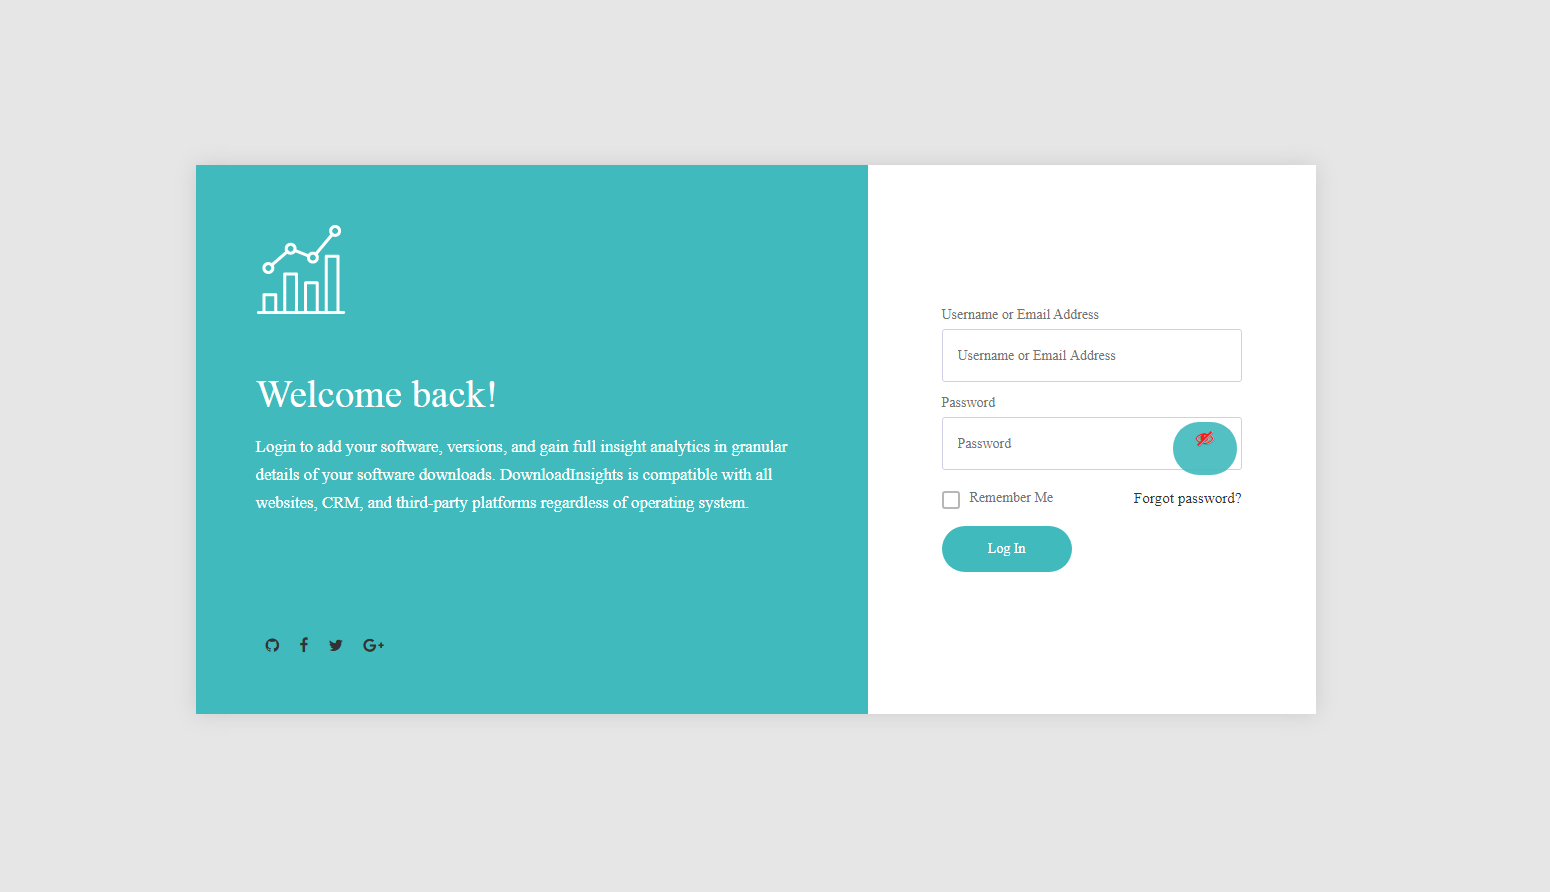 Welcome back!
Login to add your software, versions, and gain full insight analytics in granular
details of your software downloads. DownloadInsights is compatible with all
websites, CRM, and third-party platforms regardless of operating system.
Username or Email Address
Username or Email Address
Password
Password
Remember Me
Forgot password?
Log In